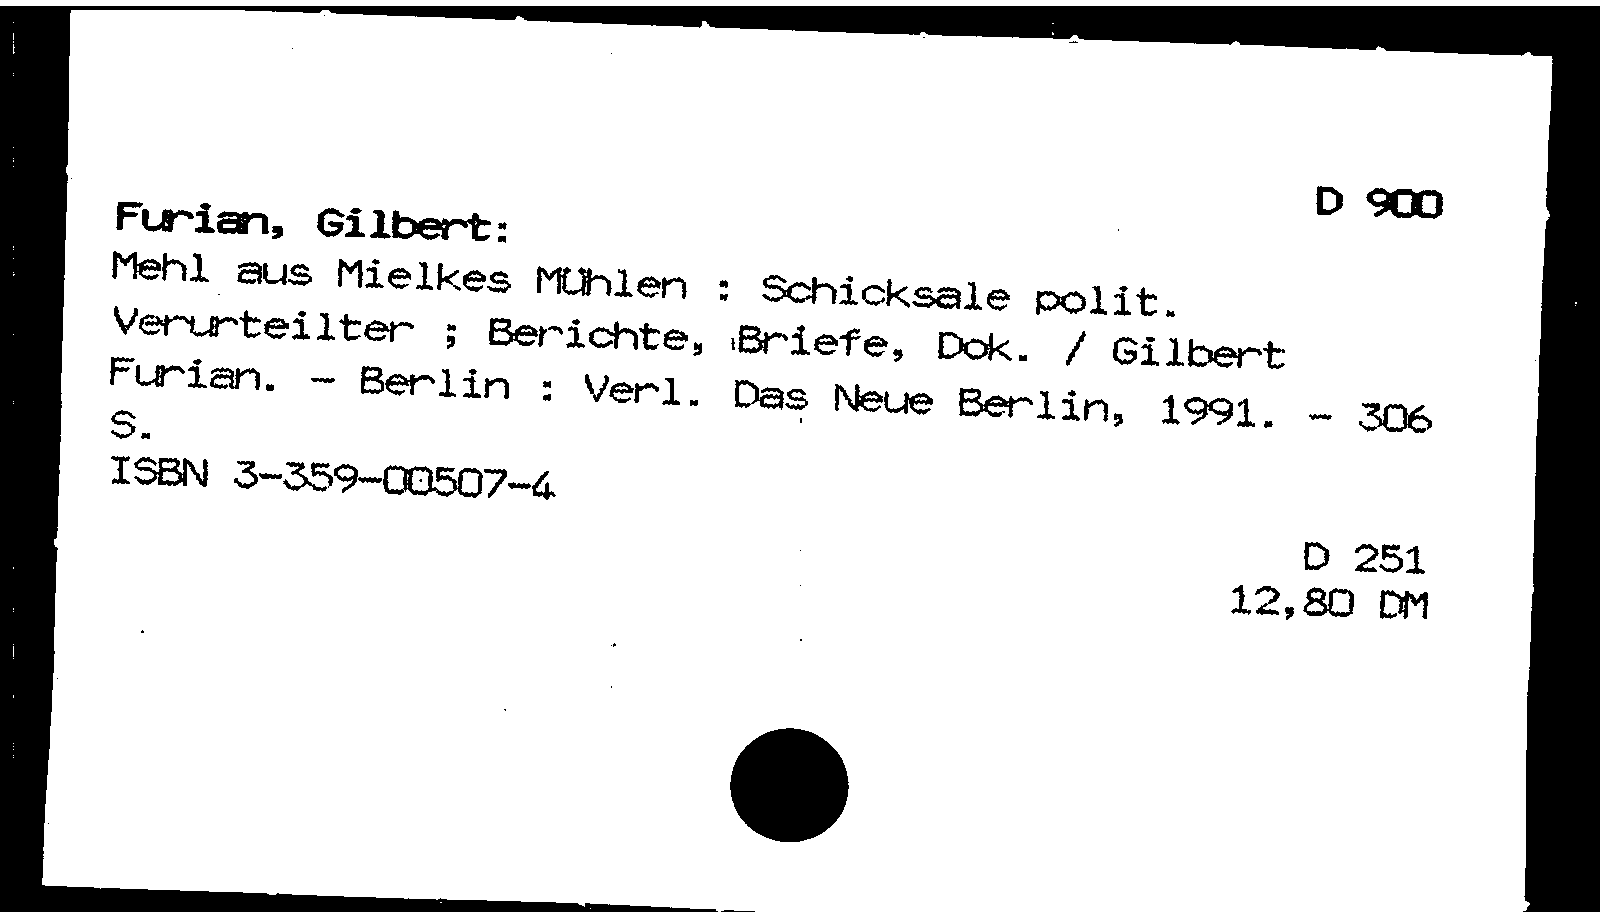 D 900
Furian, Gilbert:
Mehl aus Mielkes Mühlen : Schicksale polit.
Verurteilter ; Berichte, Briefe, Dok. / Gilbert
Furian. - Berlin : Verl. Das Neue Berlin, 1991. - 306
S.
ISBN 3-359-00507-4
D 251
12,80 DM